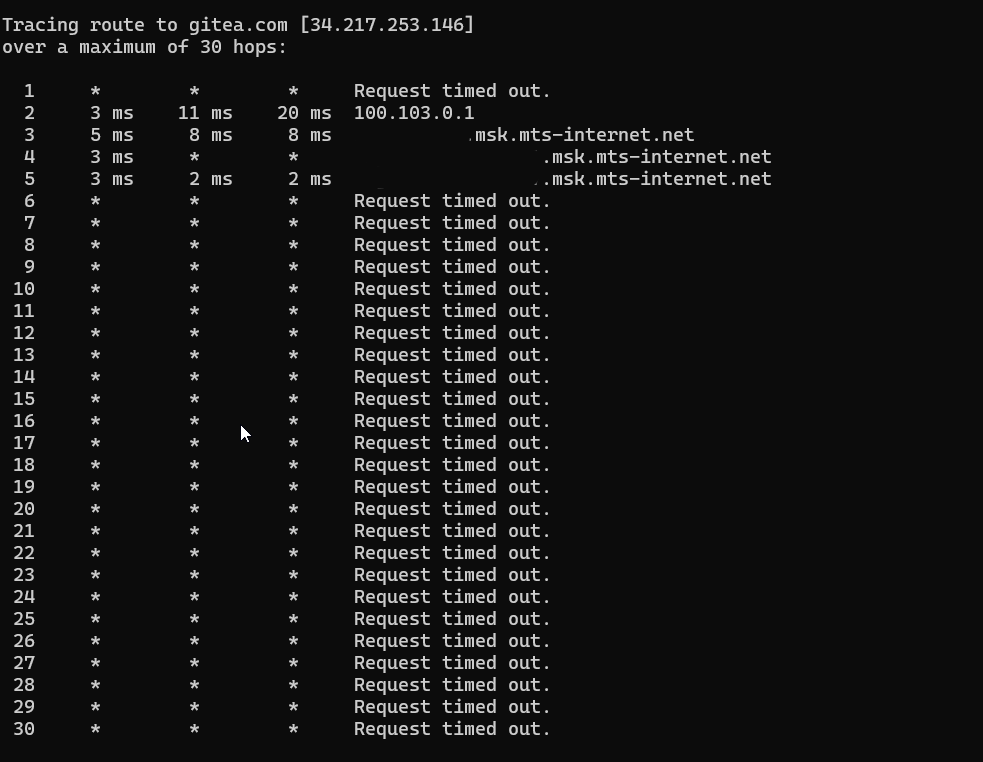 Tracing route to gitea.com [34.217.253.146]
over a maximum of 30 hops:
1 * * * Request timed out.
2 3 ms 11 ms 20 ms 100.103.0.1
3 5 ms 8 ms 8 ms .msk.mts-internet.net
4 3 ms * * .msk.mts-internet.net
5 3 ms 2 ms 2 ms .msk.mts-internet.net
6 * * * Request timed out.
7 * * * Request timed out.
8 * * * Request timed out.
9 * * * Request timed out.
10 * * * Request timed out.
11 * * * Request timed out.
12 * * * Request timed out.
13 * * * Request timed out.
14 * * * Request timed out.
15 * * * Request timed out.
16 * * * Request timed out.
17 * * * Request timed out.
18 * * * Request timed out.
19 * * * Request timed out.
20 * * * Request timed out.
21 * * * Request timed out.
22 * * * Request timed out.
23 * * * Request timed out.
24 * * * Request timed out.
25 * * * Request timed out.
26 * * * Request timed out.
27 * * * Request timed out.
28 * * * Request timed out.
29 * * * Request timed out.
30 * * * Request timed out.